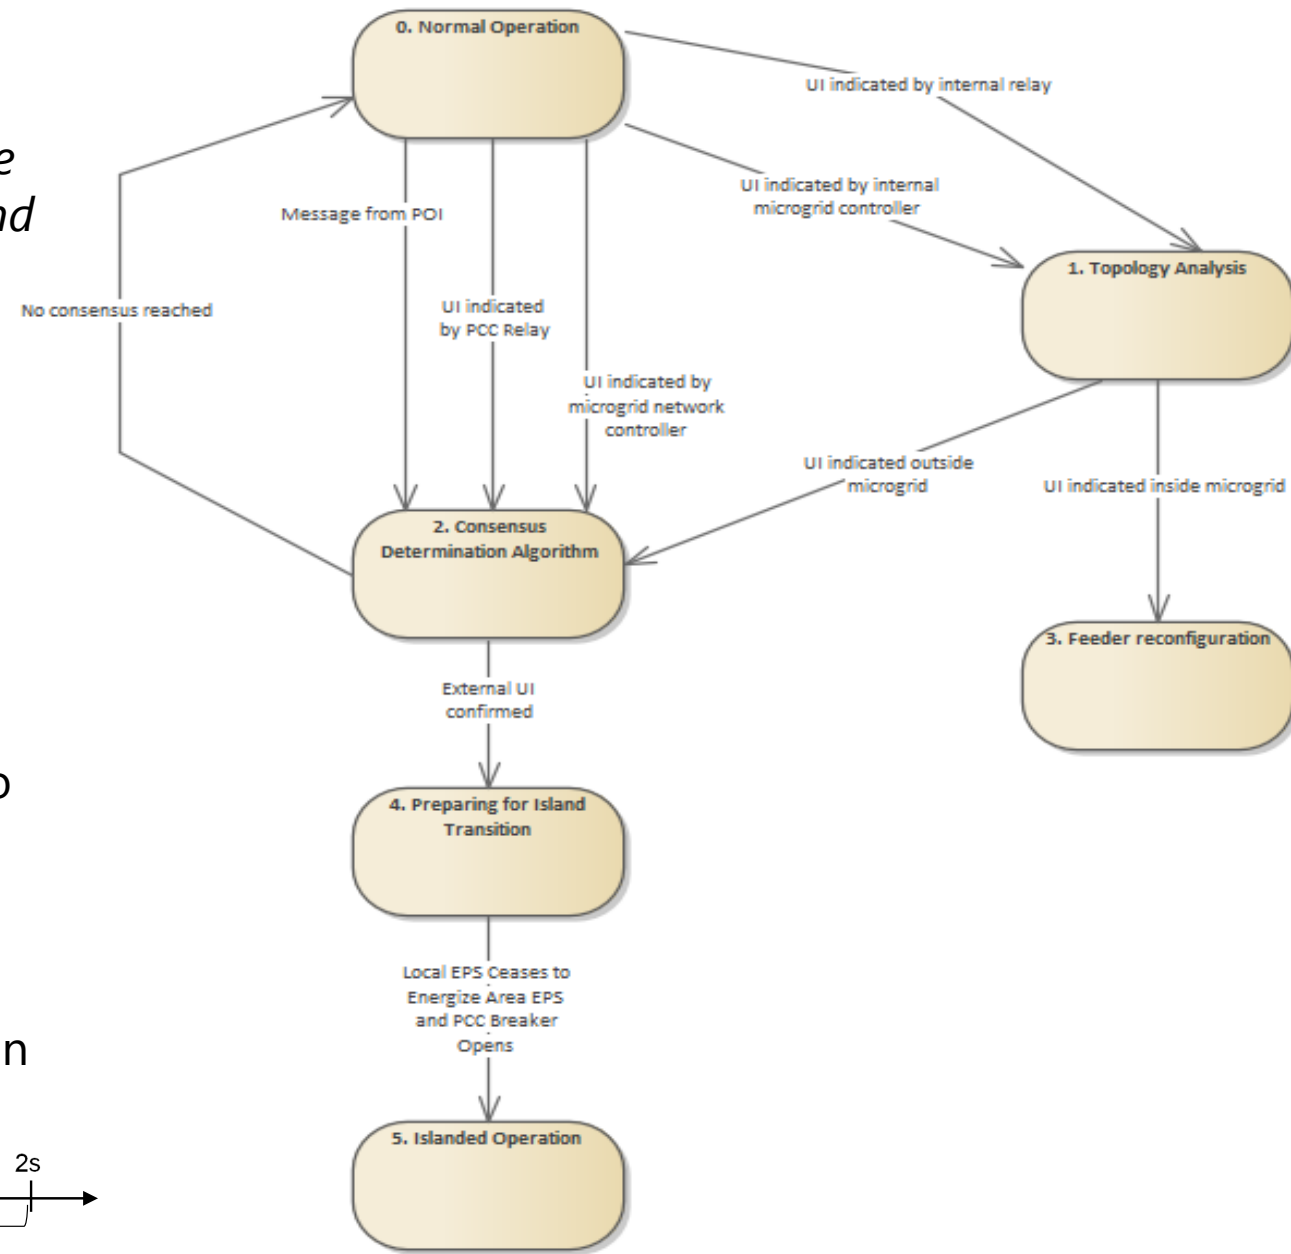 0. Normal Operation
UI indicated by internal relay
e
nd
UI indicated by internal
microgrid controller
Message from POI
1. Topology Analysis
No consensus reached
UI indicated
by PCC Relay
UI indicated by
microgrid network
controller
UI indicated outside
microgrid
UI indicated inside microgrid
2. Consensus
Determination Algorithm
3. Feeder reconfiguration
External UI
confirmed
o
4. Preparing for Island
Transition
Local EPS Ceases to
Energize Area EPS
and PCC Breaker
Opens
n
5. Islanded Operation
2s